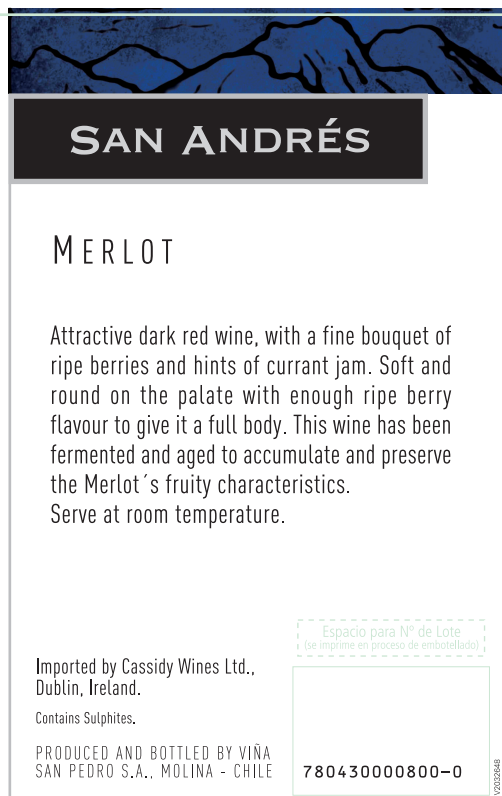 SAN ANDRÉS
MERLOT
Attractive dark red wine, with a fine bouquet of
ripe berries and hints of currant jam. Soft and
round on the palate with enough ripe berry
flavour to give it a full body. This wine has been
fermented and aged to accumulate and preserve
the Merlot´s fruity characteristics.
Serve at room temperature.
Espacio para Nº de Lote
(se imprime en proceso de embotellado)
Imported by Cassidy Wines Ltd.,
Dublin, Ireland.
Contains Sulphites.
PRODUCED AND BOTTLED BY VIÑA
SAN PEDRO S.A., MOLINA - CHILE
780430000800-0
V203264B